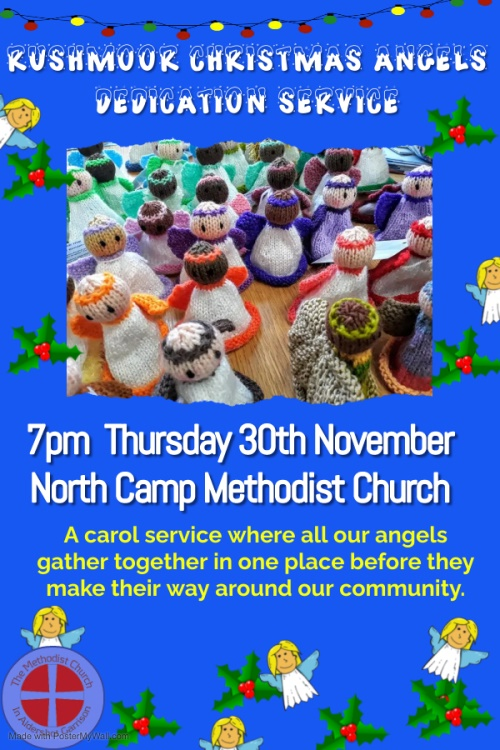 RUSHMOOR CHRISTMAS ANGELS
DEDICATION SERVICE
7pm Thursday 30th November
North Camp Methodist Church
A carol service where all our angels
gather together in one place before they
make their way around our community.
The Methodist Church
In Aldershot Garrison
Made with PosterMyWall.com